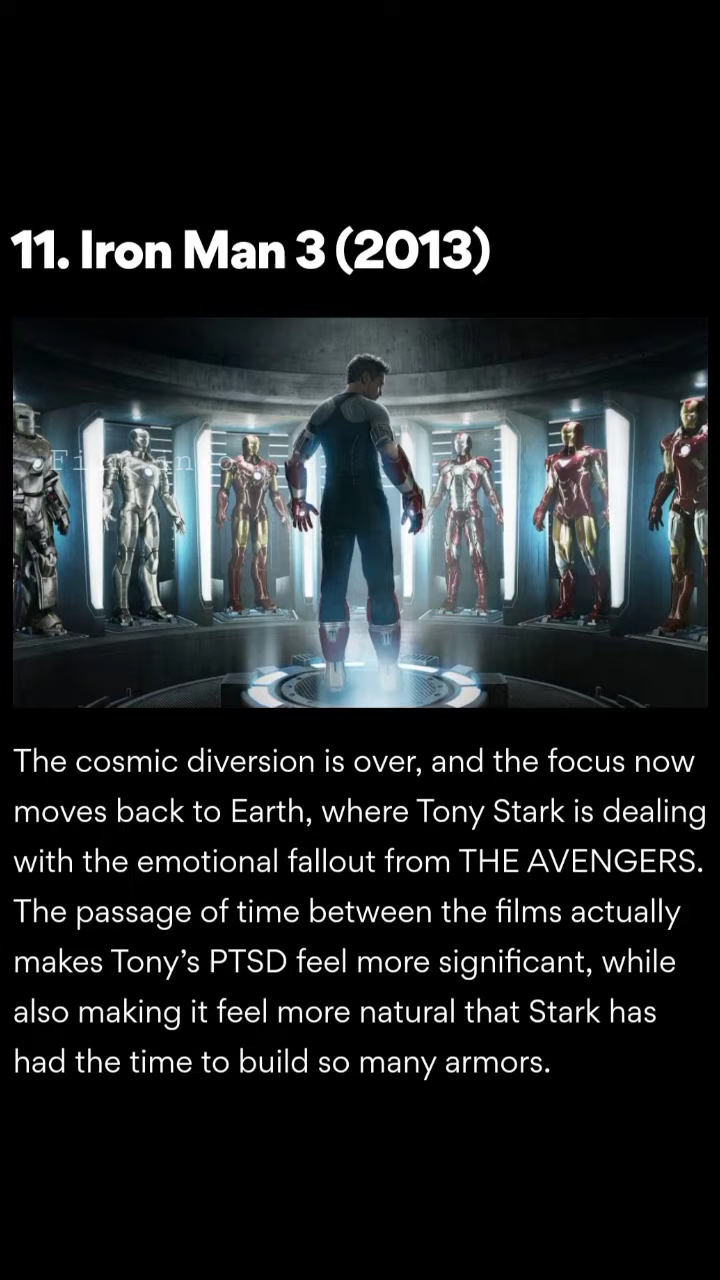 11. Iron Man 3 (2013)
The cosmic diversion is over, and the focus now
moves back to Earth, where Tony Stark is dealing
with the emotional fallout from THE AVENGERS.
The passage of time between the films actually
makes Tony’s PTSD feel more significant, while
also making it feel more natural that Stark has
had the time to build so many armors.